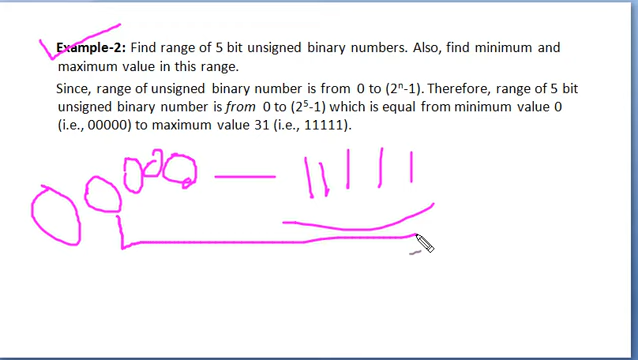 Example-2: Find range of 5 bit unsigned binary numbers. Also, find minimum and
maximum value in this range.
Since, range of unsigned binary number is from 0 to (2ⁿ-1). Therefore, range of 5 bit
unsigned binary number is from 0 to (2⁵-1) which is equal from minimum value 0
(i.e., 00000) to maximum value 31 (i.e., 11111).
00000 — 11111